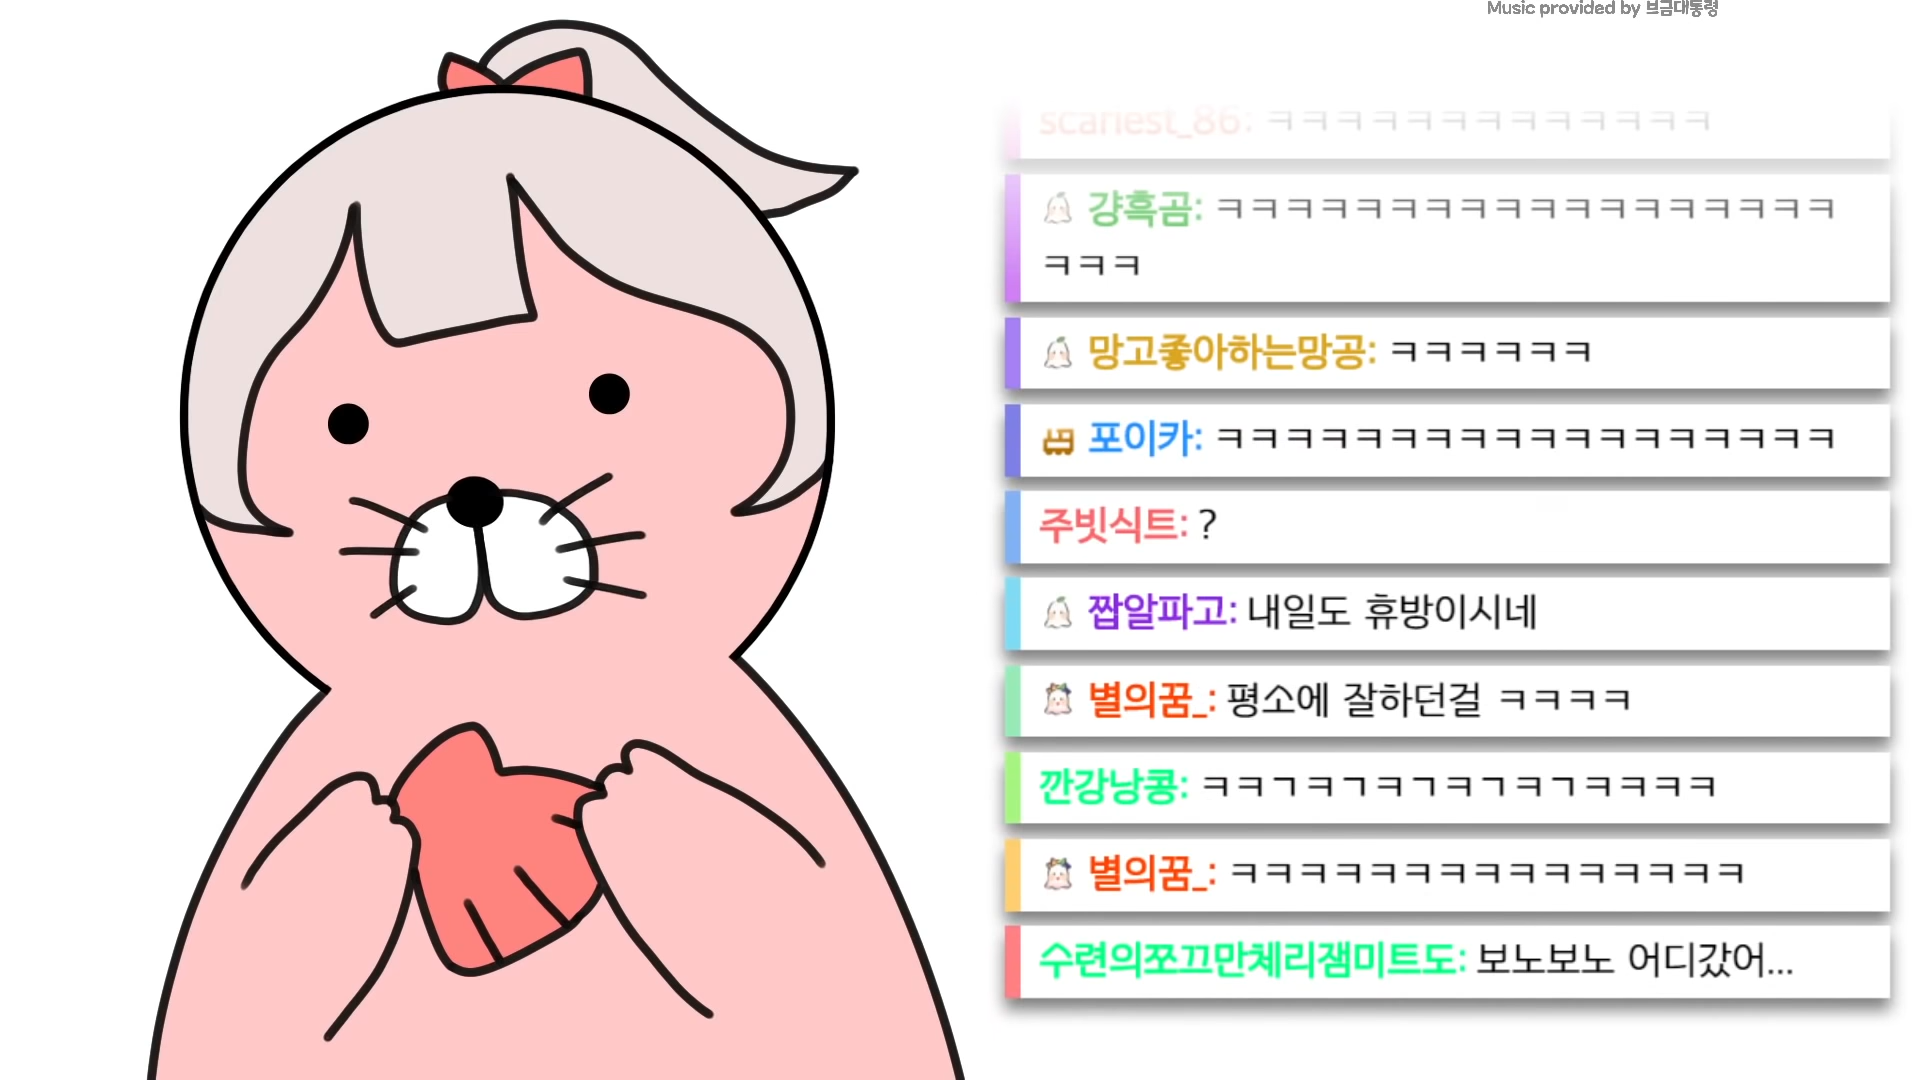 Music provided by 브금대통령
scariest_86: ㅋㅋㅋㅋㅋㅋㅋㅋㅋㅋㅋㅋㅋ
걍흑곰: ㅋㅋㅋㅋㅋㅋㅋㅋㅋㅋㅋㅋㅋㅋㅋㅋㅋㅋ
ㅋㅋㅋ
망고좋아하는망공: ㅋㅋㅋㅋㅋㅋ
포이카: ㅋㅋㅋㅋㅋㅋㅋㅋㅋㅋㅋㅋㅋㅋㅋㅋㅋㅋ
주빗식트: ?
짭알파고: 내일도 휴방이시네
별의꿈_: 평소에 잘하던걸 ㅋㅋㅋㅋ
깐강낭콩: ㅋㅋㄱㅋㄱㅋㄱㅋㄱㄱㅋㅋㅋㅋ
별의꿈_: ㅋㅋㅋㅋㅋㅋㅋㅋㅋㅋㅋㅋㅋㅋㅋ
수련의쪼끄만체리잼미트도: 보노보노 어디갔어...